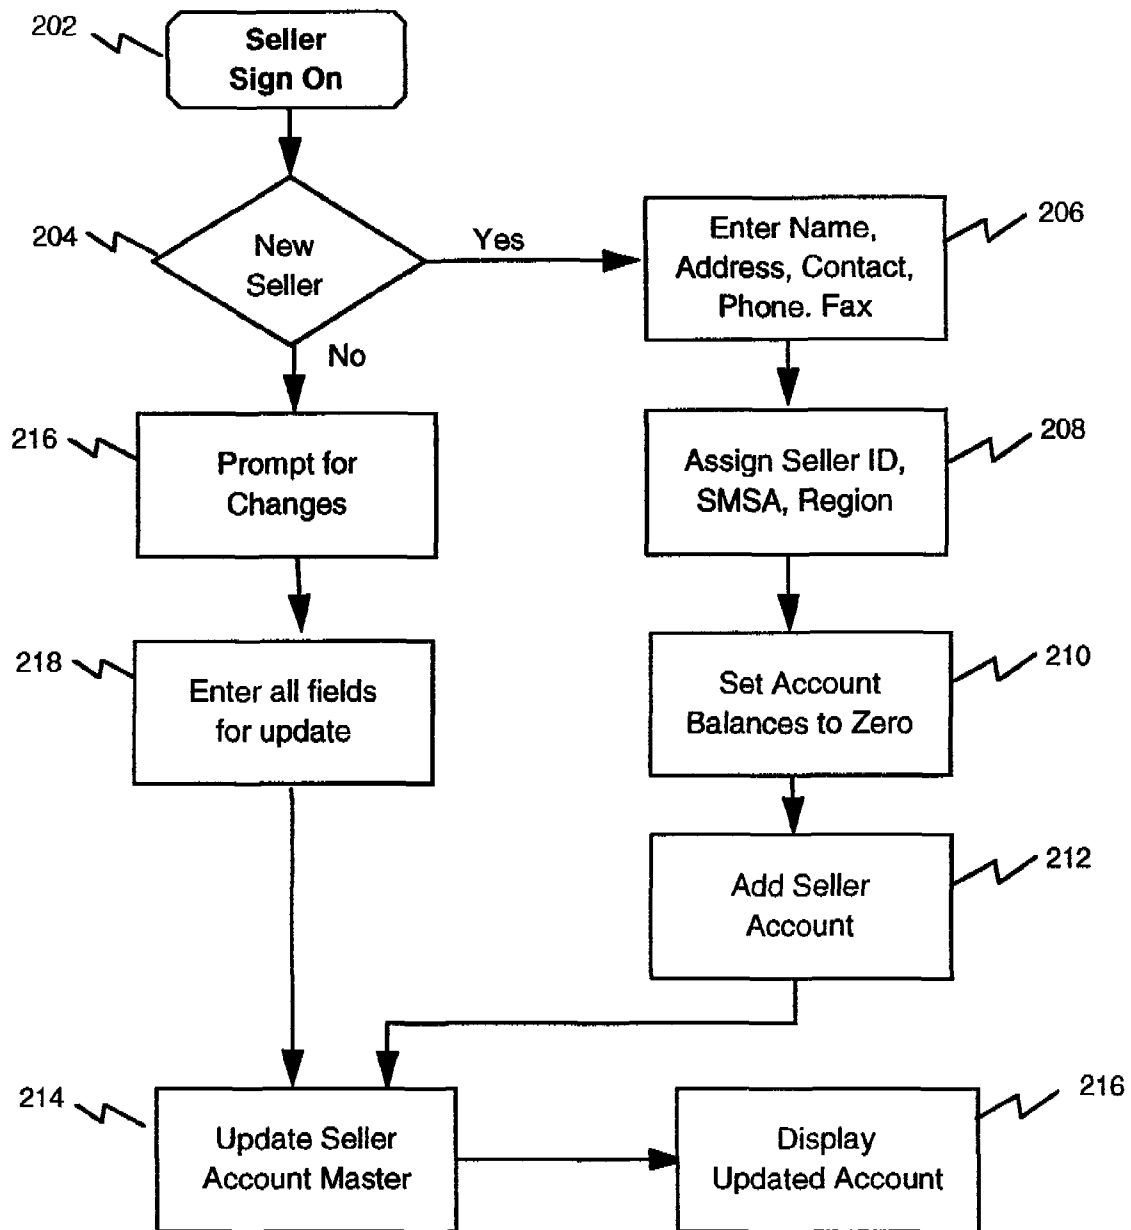 202
Seller
Sign On
204
New
Seller
Yes
No
206
Enter Name,
Address, Contact,
Phone. Fax
216
Prompt for
Changes
208
Assign Seller ID,
SMSA, Region
218
Enter all fields
for update
210
Set Account
Balances to Zero
212
Add Seller
Account
214
Update Seller
Account Master
216
Display
Updated Account